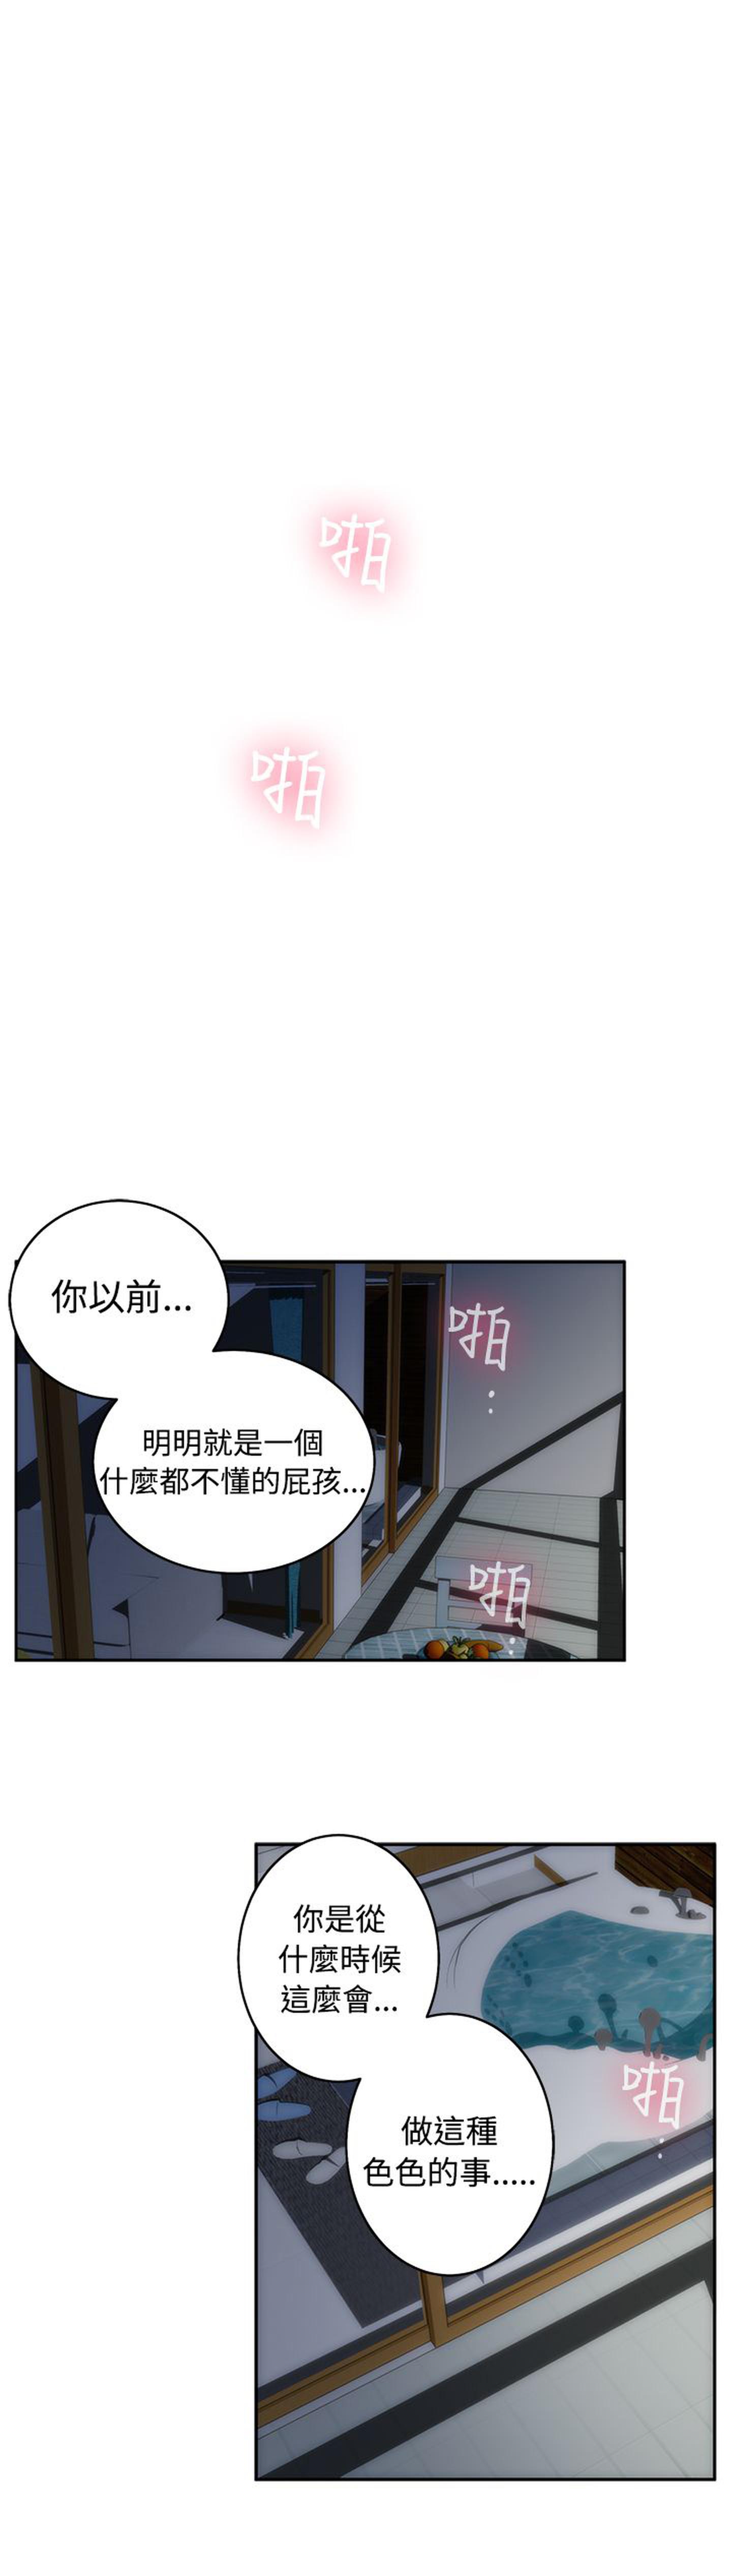 啪
啪
你以前...
啪
明明就是一個
什麼都不懂的屁孩...
啪
你是從
什麼時候
這麼會...
啪
做這種
色色的事.....